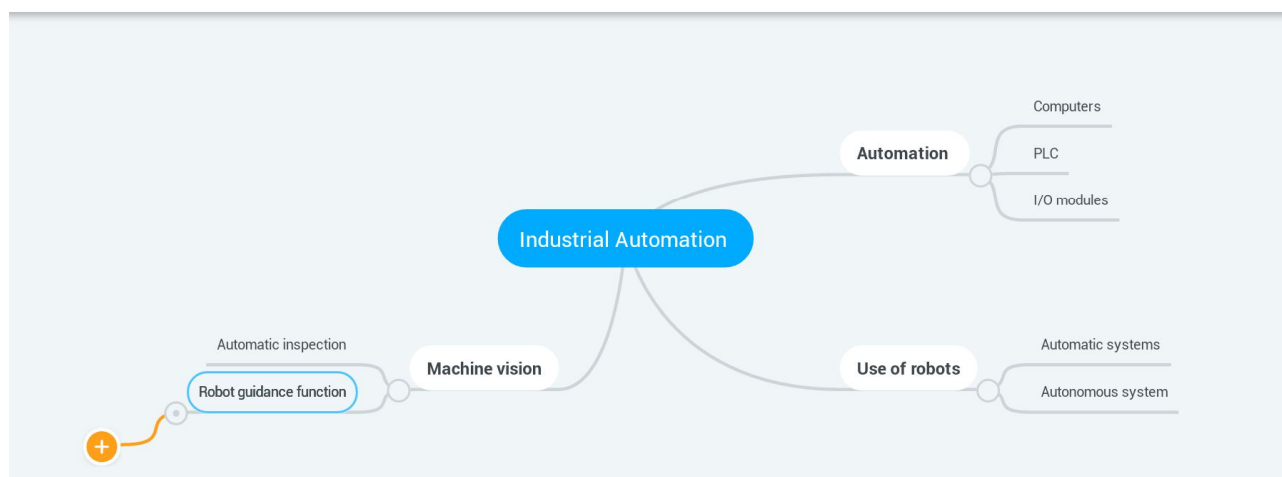 Computers
Automation
PLC
I/O modules
Industrial Automation
Automatic inspection
Machine vision
Robot guidance function
Automatic systems
Use of robots
Autonomous system